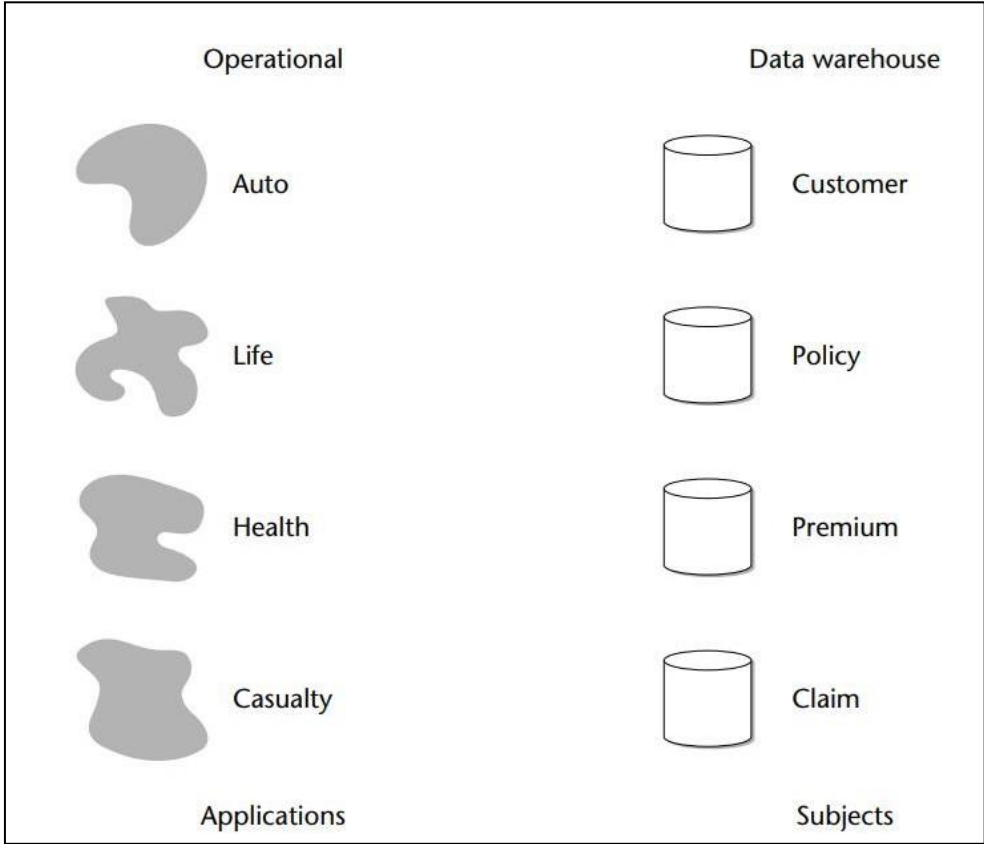 Operational
Data warehouse
Auto
Customer
Life
Policy
Health
Premium
Casualty
Claim
Applications
Subjects